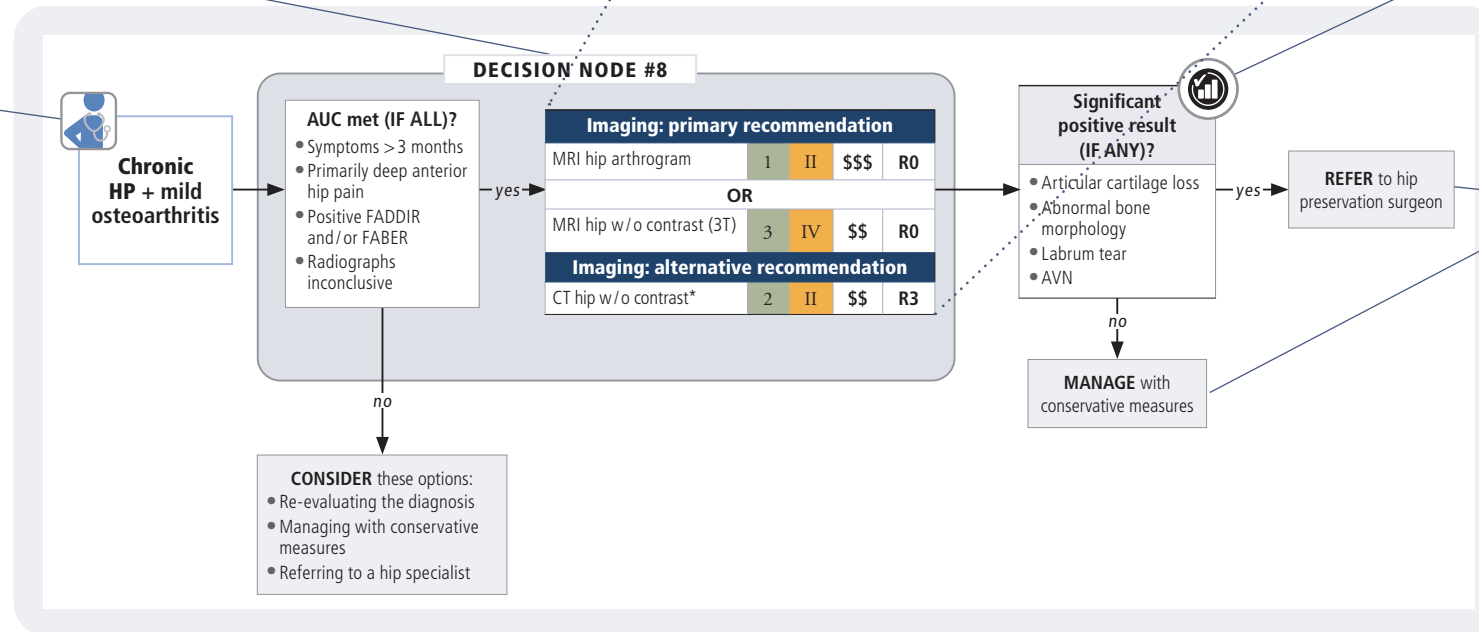 DECISION NODE #8
Chronic
HP + mild
osteoarthritis
AUC met (IF ALL)?
• Symptoms > 3 months
• Primarily deep anterior
hip pain
• Positive FADDIR
and/or FABER
• Radiographs
inconclusive
yes
Imaging: primary recommendation
MRI hip arthrogram 1 II $$$ R0
OR
MRI hip w/o contrast (3T) 3 IV $$ R0
Imaging: alternative recommendation
CT hip w/o contrast* 2 II $$ R3
Significant
positive result
(IF ANY)?
• Articular cartilage loss
• Abnormal bone
morphology
• Labrum tear
• AVN
yes
REFER to hip
preservation surgeon
no
MANAGE with
conservative measures
no
CONSIDER these options:
• Re-evaluating the diagnosis
• Managing with conservative
measures
• Referring to a hip specialist